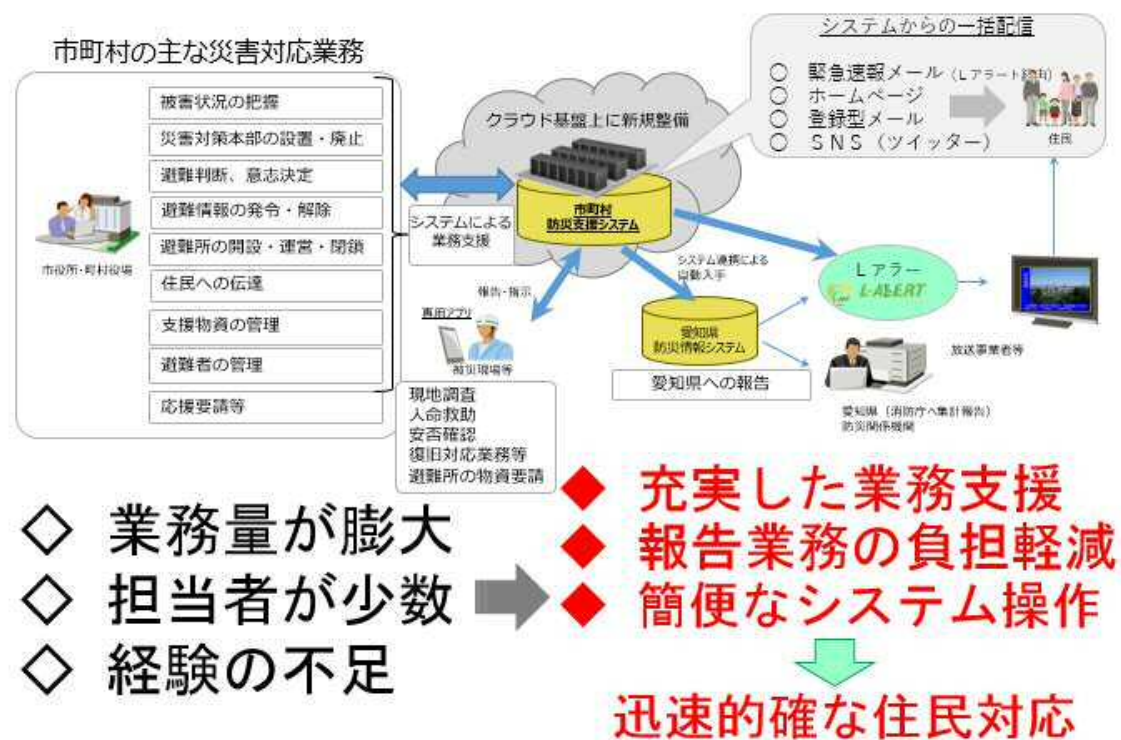 市町村の主な災害対応業務
被害状況の把握
災害対策本部の設置・廃止
避難判断、意志決定
避難情報の発令・解除
避難所の開設・運営・閉鎖
住民への伝達
支援物資の管理
避難者の管理
応援要請等
市役所・町村役場
システムによる
業務支援
クラウド基盤上に新規整備
市町村
防災支援システム
システムからの一括配信
○ 緊急速報メール（Lアラート経由）
○ ホームページ
○ 登録型メール
○ SNS（ツイッター）
住民
報告・指示
専用アプリ
被災現場等
現地調査
人命救助
安否確認
復旧対応業務等
避難所の物資要請
システム連携による
自動入手
愛知県
防災情報システム
愛知県への報告
Lアラー
L-ALERT
放送事業者等
愛知県（消防庁へ集計報告）
防災関係機関
◇ 業務量が膨大
◇ 担当者が少数
◇ 経験の不足
◆ 充実した業務支援
◆ 報告業務の負担軽減
◆ 簡便なシステム操作
迅速的確な住民対応